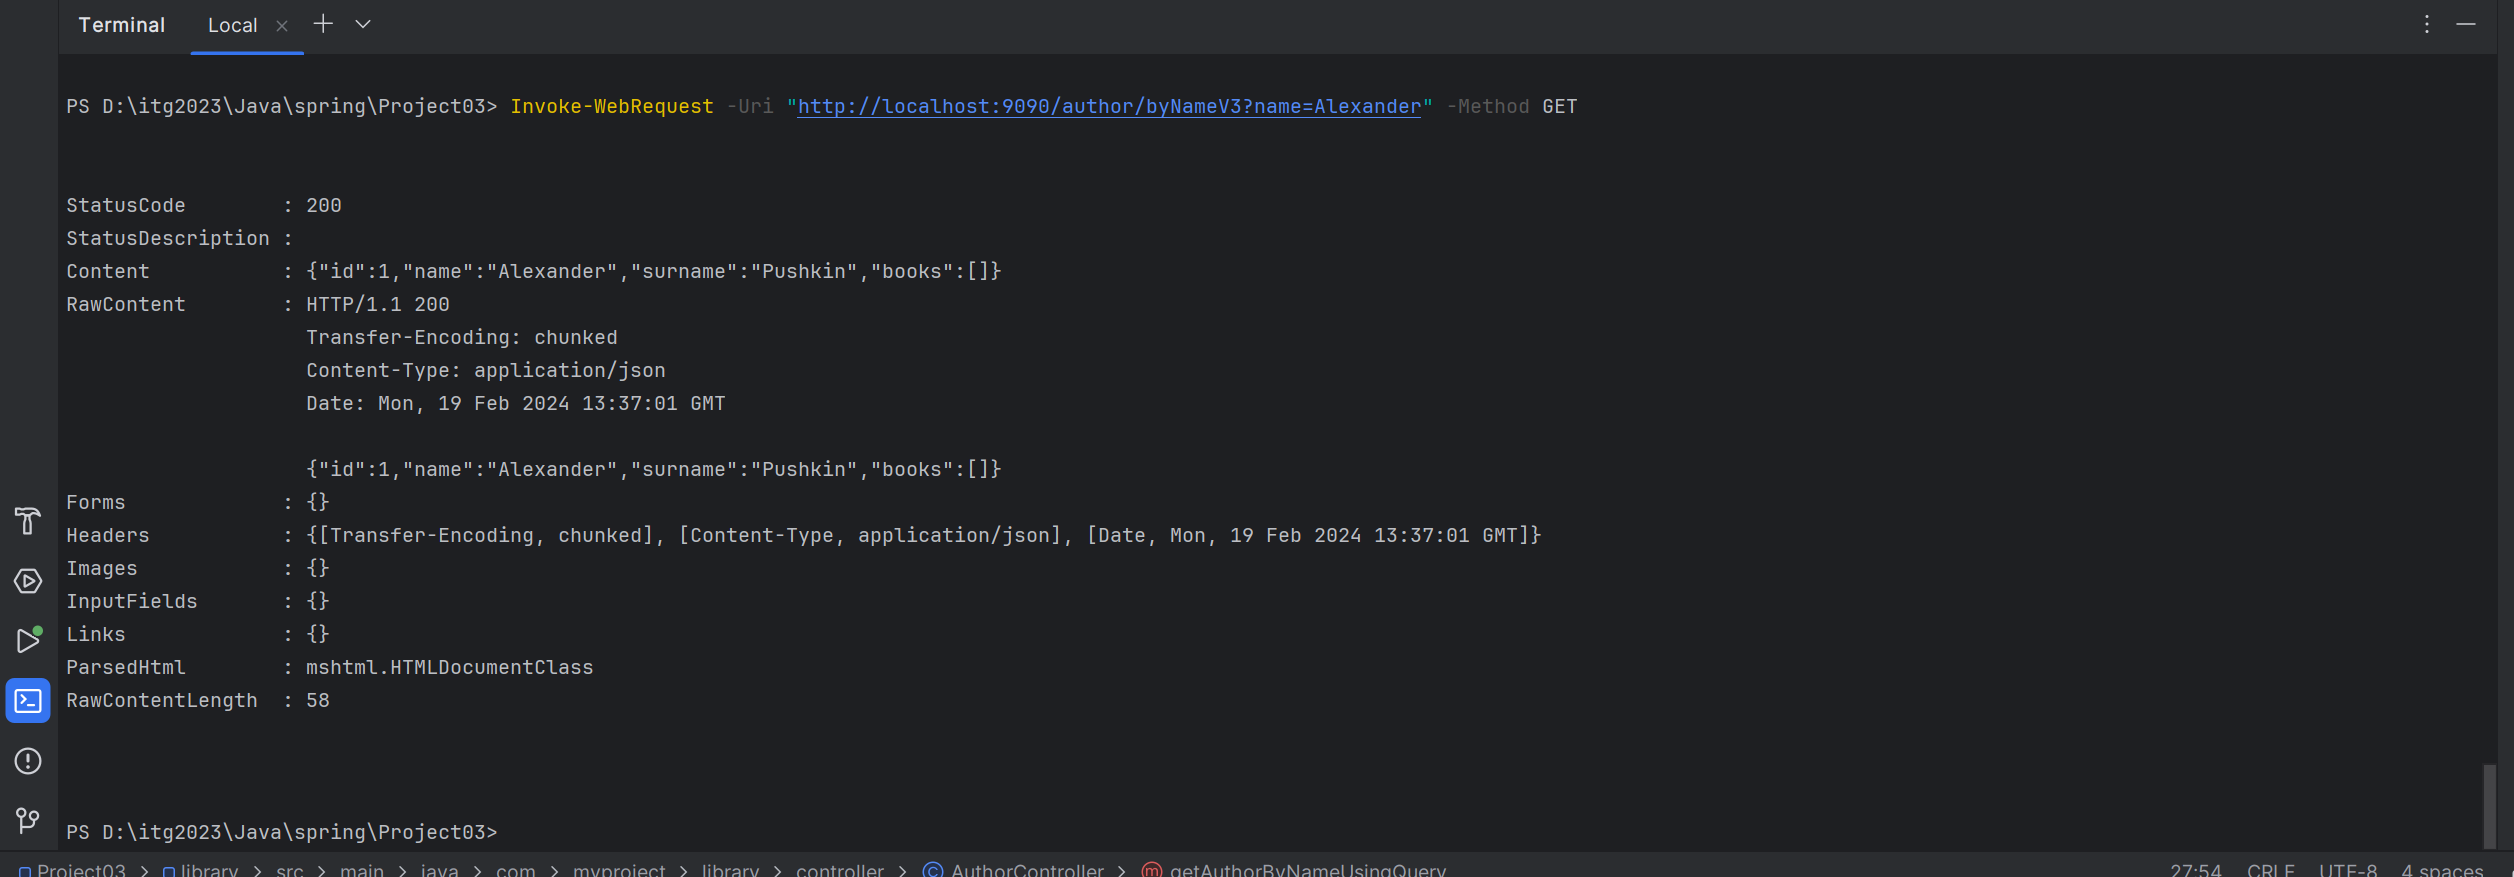 Terminal Local
PS D:\itg2023\Java\spring\Project03> Invoke-WebRequest -Uri "http://localhost:9090/author/byNameV3?name=Alexander" -Method GET
StatusCode : 200
StatusDescription :
Content : {"id":1,"name":"Alexander","surname":"Pushkin","books":[]}
RawContent : HTTP/1.1 200
Transfer-Encoding: chunked
Content-Type: application/json
Date: Mon, 19 Feb 2024 13:37:01 GMT
{"id":1,"name":"Alexander","surname":"Pushkin","books":[]}
Forms : {}
Headers : {[Transfer-Encoding, chunked], [Content-Type, application/json], [Date, Mon, 19 Feb 2024 13:37:01 GMT]}
Images : {}
InputFields : {}
Links : {}
ParsedHtml : mshtml.HTMLDocumentClass
RawContentLength : 58
PS D:\itg2023\Java\spring\Project03>
Project03 > library > src > main > java > com > myproject > library > controller > AuthorController > getAuthorByNameUsingQuery 27:54 CRLF UTF-8 4 spaces